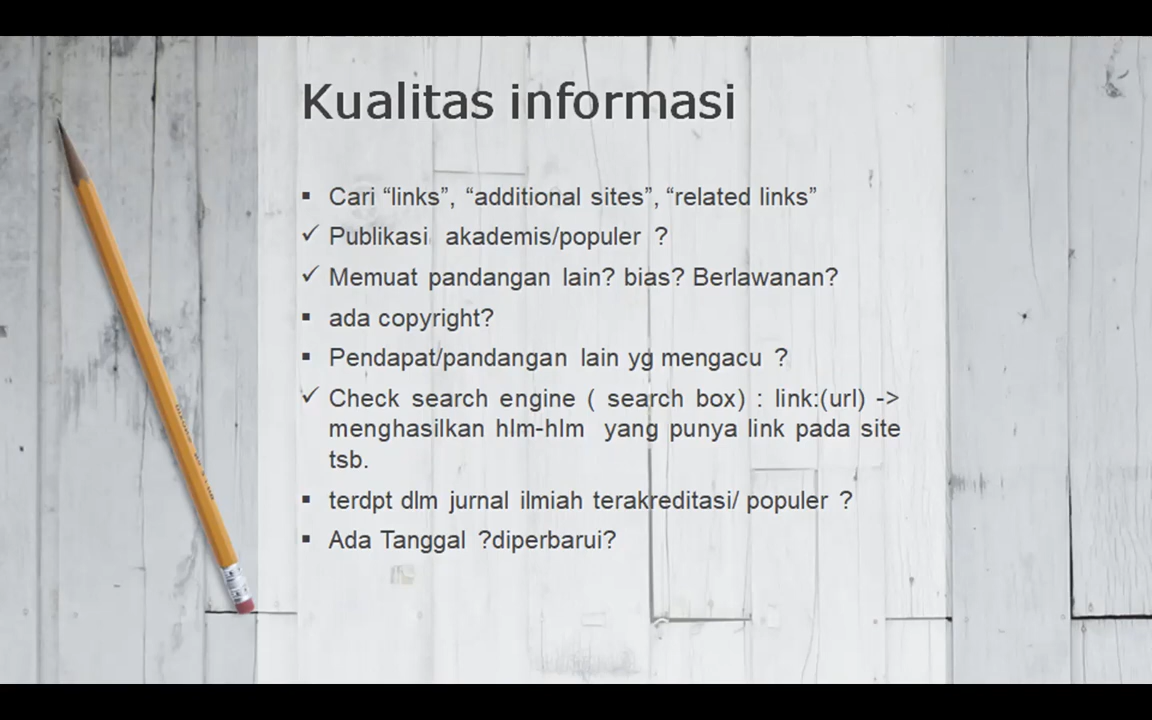 Kualitas informasi
Cari “links”, “additional sites”, “related links”
Publikasi akademis/populer ?
Memuat pandangan lain? bias? Berlawanan?
ada copyright?
Pendapat/pandangan lain yg mengacu ?
Check search engine ( search box) : link:(url) ->
menghasilkan hlm-hlm yang punya link pada site
tsb.
terdpt dlm jurnal ilmiah terakreditasi/ populer ?
Ada Tanggal ?diperbarui?